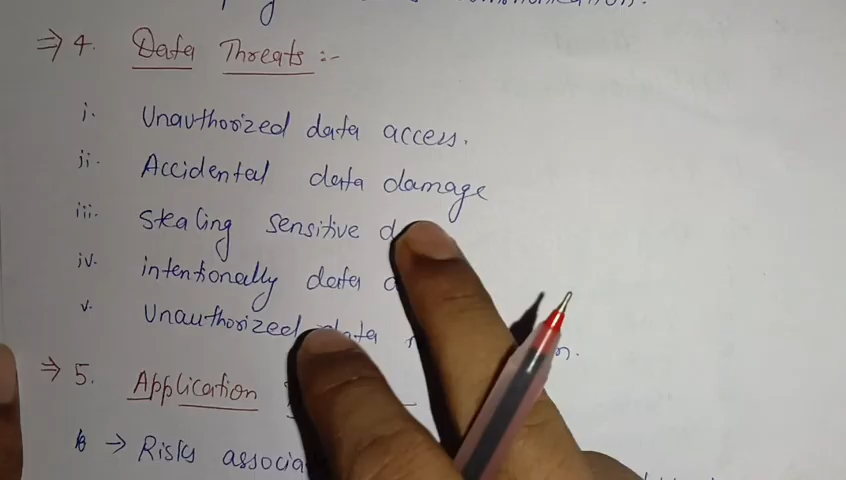 ⇒ 4. Data Threats :-
i. Unauthorized data access.
ii. Accidental data damage
iii. Stealing sensitive
iv. intentionally data
v. Unauthorized data
⇒ 5. Application
→ Risks